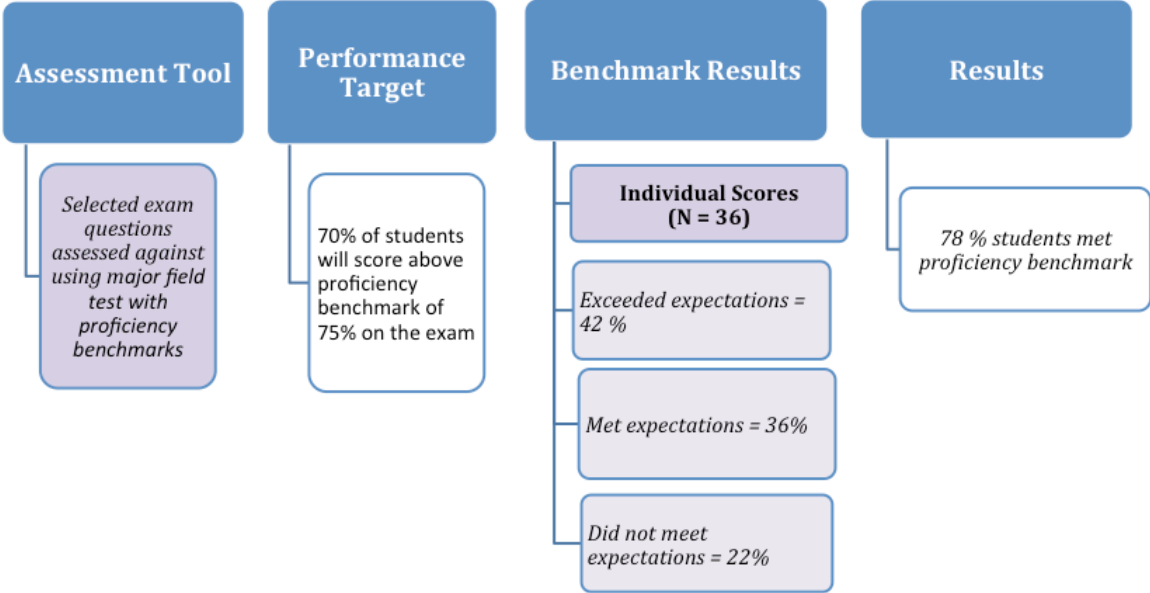 Assessment Tool
Selected exam
questions
assessed against
using major field
test with
proficiency
benchmarks
Performance
Target
70% of students
will score above
proficiency
benchmark of
75% on the exam
Benchmark Results
Individual Scores
(N = 36)
Exceeded expectations =
42 %
Met expectations = 36%
Did not meet
expectations = 22%
Results
78 % students met
proficiency benchmark